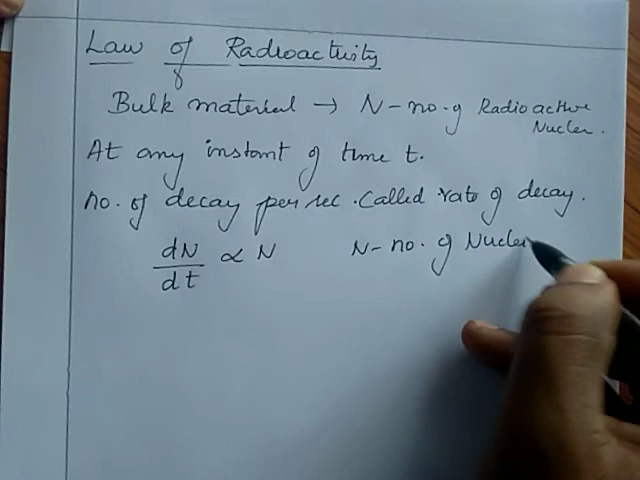 Law of Radioactivity
Bulk material → N - no. of Radioactive
Nuclei.
At any instant of time t.
no. of decay per sec. Called rate of decay.
dN/dt ∝ N N - no. of Nuclei